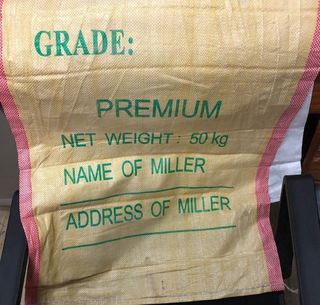 GRADE:
PREMIUM
NET WEIGHT: 50 kg
NAME OF MILLER
ADDRESS OF MILLER